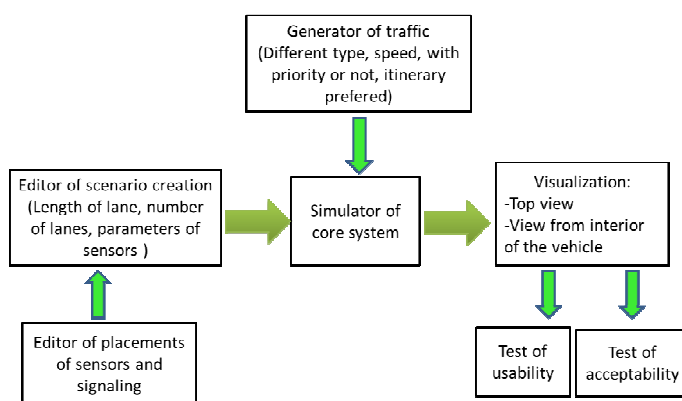 Generator of traffic
(Different type, speed, with
priority or not, itinerary
prefered)
Editor of scenario creation
(Length of lane, number
of lanes, parameters of
sensors )
Simulator of
core system
Visualization:
-Top view
-View from interior
of the vehicle
Editor of placements
of sensors and
signaling
Test of
usability
Test of
acceptability